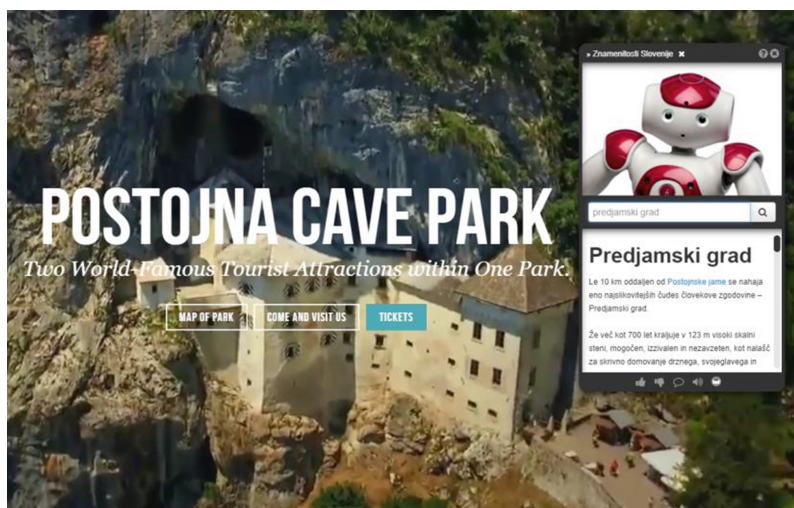 » Znamenitosti Slovenije ✖
POSTOJNA CAVE PARK
Two World-Famous Tourist Attractions within One Park.
MAP OF PARK
COME AND VISIT US
TICKETS
predjamski grad
Predjamski grad
Le 10 km oddaljen od Postojnske jame se nahaja
eno najslikovitejših čudes človekove zgodovine –
Predjamski grad.
Že več kot 700 let kraljuje v 123 m visoki skalni
steni, mogočen, izzivalen in nezavzeten, kot nalašč
za skrivno domovanje drznega, svojeglavega in